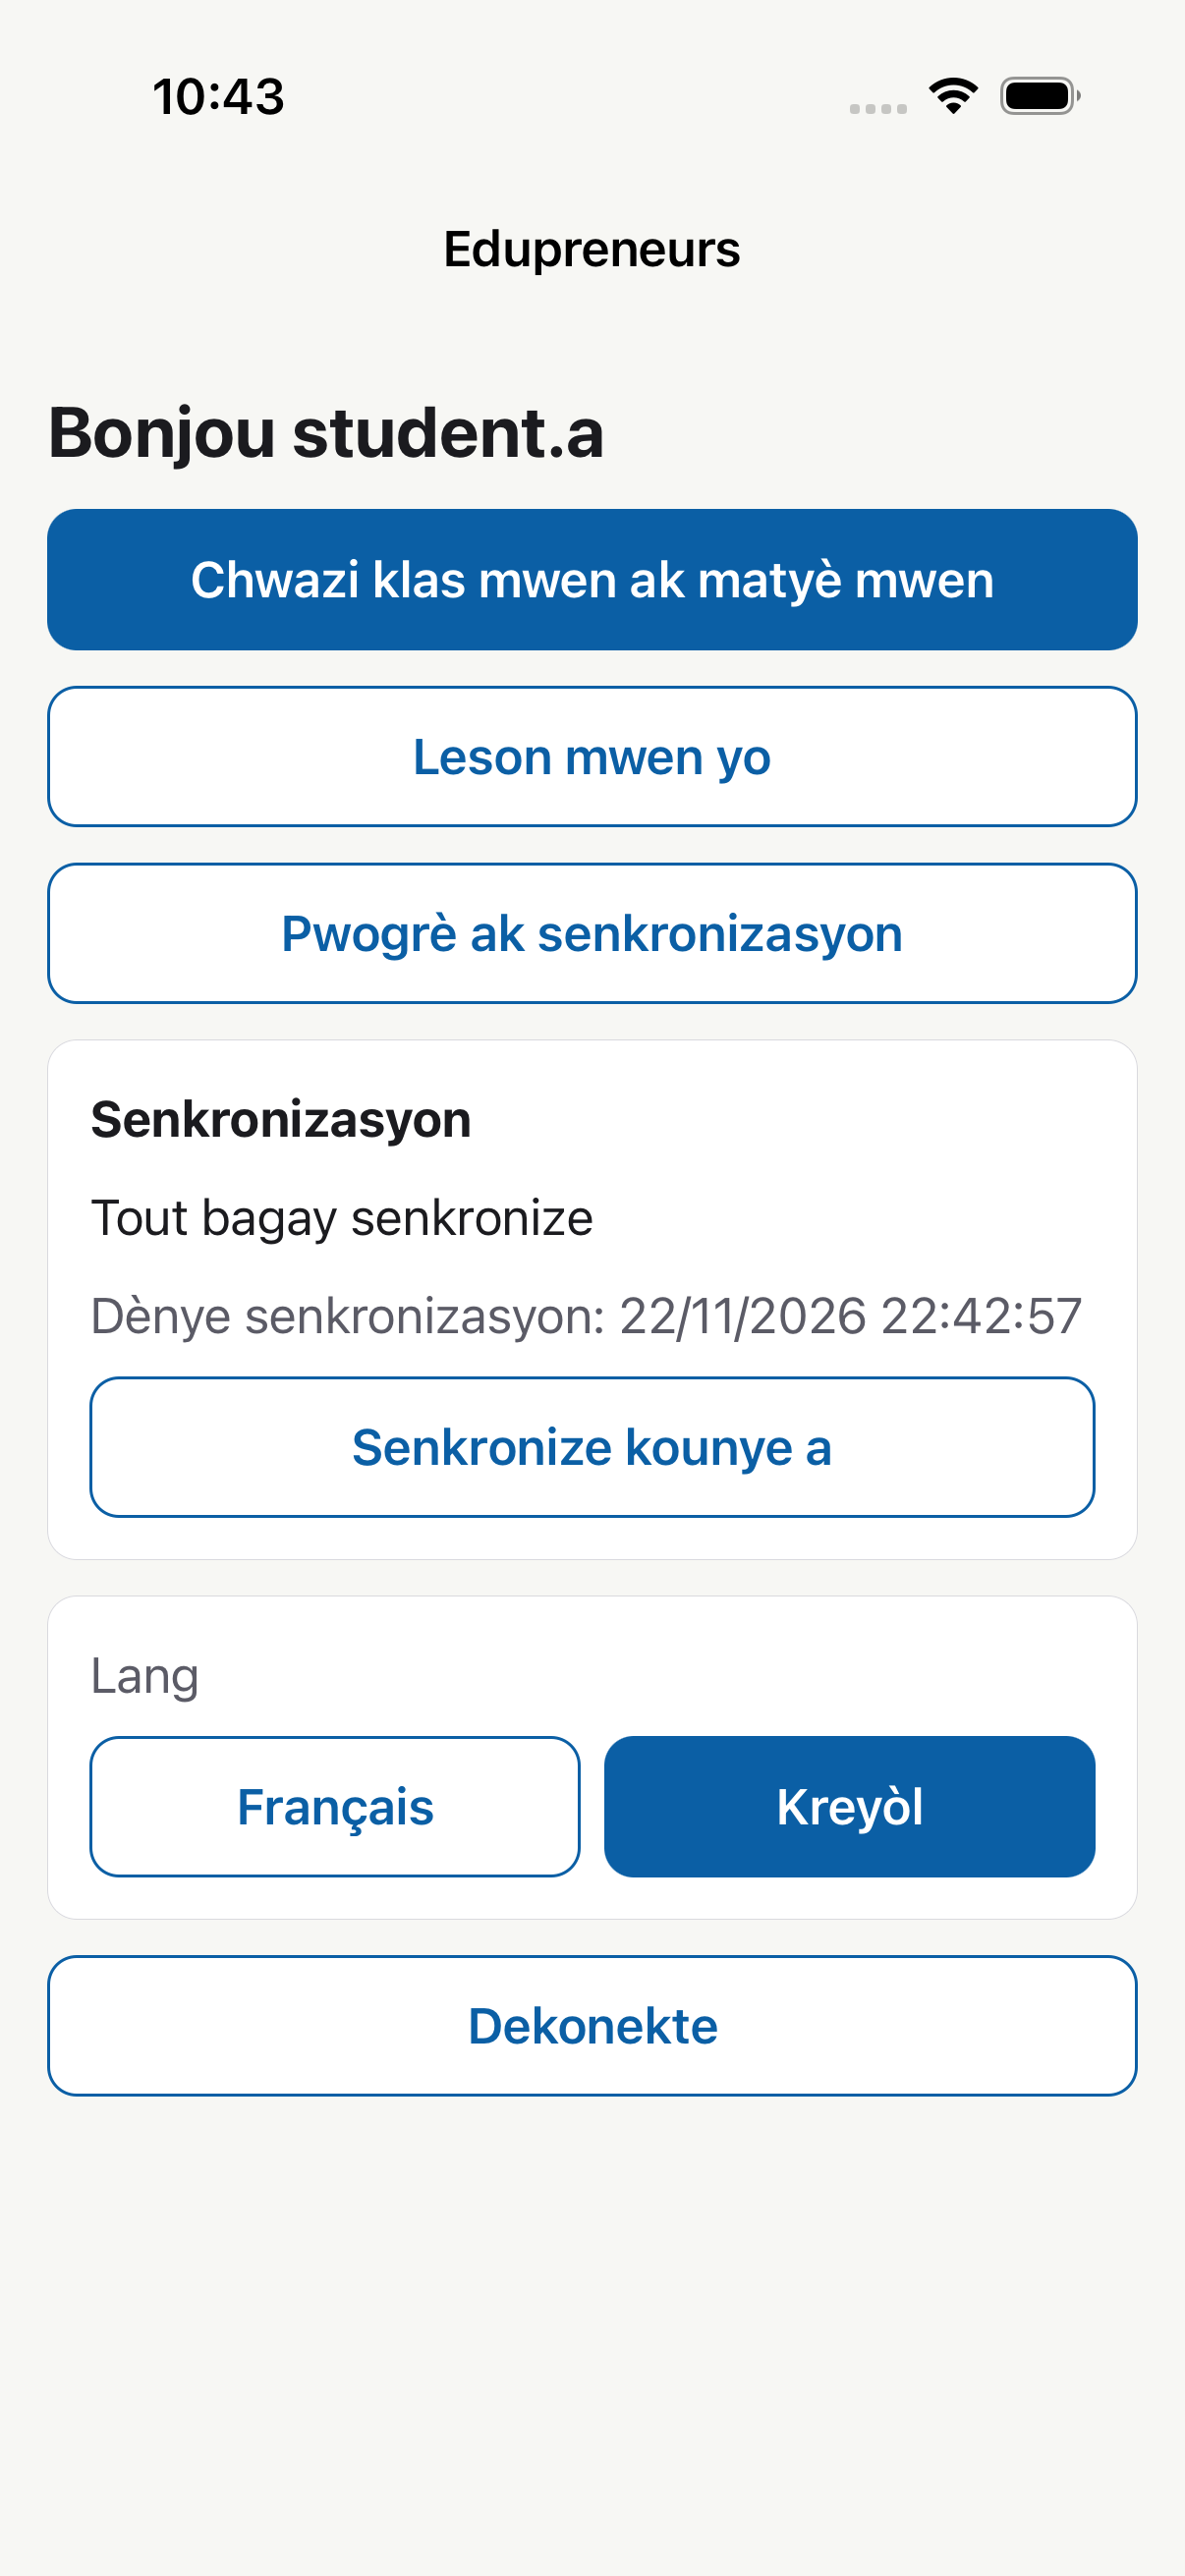 10:43
Edupreneurs
Bonjou student.a
Chwazi klas mwen ak matyè mwen
Leson mwen yo
Pwogrè ak senkronizasyon
Senkronizasyon
Tout bagay senkronize
Dènye senkronizasyon: 22/11/2026 22:42:57
Senkronize kounye a
Lang
Français
Kreyòl
Dekonekte